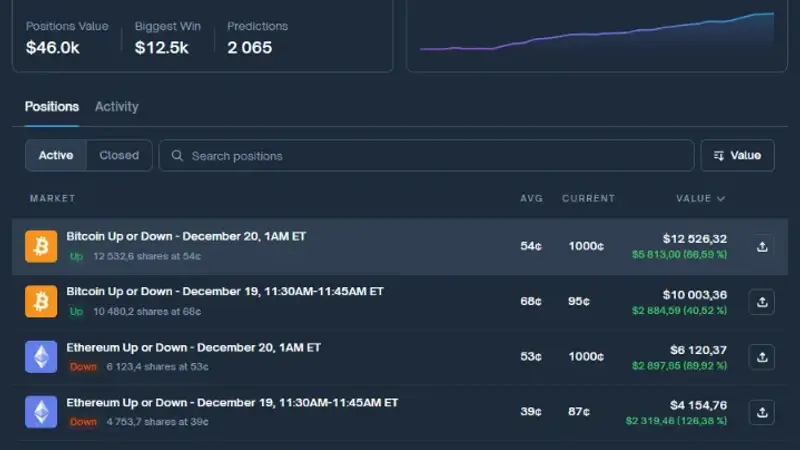 Positions Value Biggest Win Predictions
$46.0k $12.5k 2 065
Positions Activity
Active Closed Search positions Value
MARKET AVG CURRENT VALUE
Bitcoin Up or Down - December 20, 1AM ET 54¢ 1000¢ $12 526,32
Up 12 532,6 shares at 54¢ $5 813,00 (86,59 %)
Bitcoin Up or Down - December 19, 11:30AM-11:45AM ET 68¢ 95¢ $10 003,36
Up 10 480,2 shares at 68¢ $2 884,59 (40,52 %)
Ethereum Up or Down - December 20, 1AM ET 53¢ 1000¢ $6 120,37
Down 6 123,4 shares at 53¢ $2 897,65 (89,92 %)
Ethereum Up or Down - December 19, 11:30AM-11:45AM ET 39¢ 87¢ $4 154,76
Down 4 753,7 shares at 39¢ $2 319,46 (126,38 %)